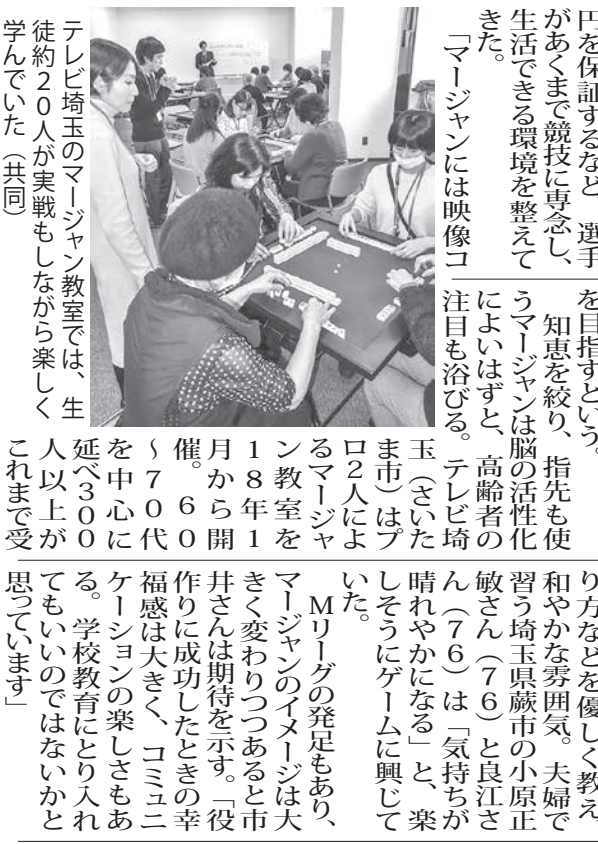 円を保証するなど、選手
があくまで競技に専念し、
生活できる環境を整えて
きた。
「マージャンには映像コ
を目指すという。
知恵を絞り、指先も使
うマージャンは脳の活性化
によいはずと、高齢者の
注目も浴びる。テレビ埼
玉（さいた
ま市）はプ
ロ２人によ
るマージャ
ン教室を
１８年１
月から開
催。６０
～７０代
を中心に
延べ３００
人以上が
これまで受
り方などを優しく教え、
和やかな雰囲気。夫婦で
習う埼玉県蕨市の小原正
敏さん（７６）と良江さ
ん（７６）は「気持ちが
晴れやかになる」と、楽
しそうにゲームに興じて
いた。
Ｍリーグの発足もあり、
マージャンのイメージは大
きく変わりつつあると市
井さんは期待を示す。「役
作りに成功したときの幸
福感は大きく、コミュニ
ケーションの楽しさもあ
る。学校教育にとり入れ
てもいいのではないかと
思っています」
テレビ埼玉のマージャン教室では、生
徒約２０人が実戦もしながら楽しく
学んでいた（共同）